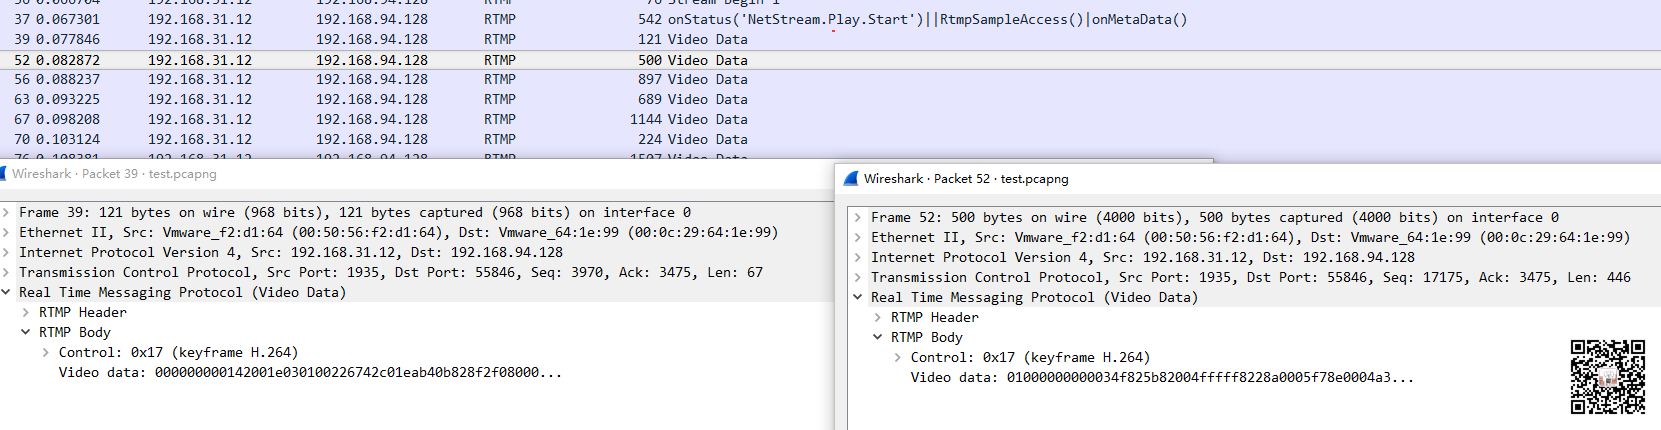 37 0.067301 192.168.31.12 192.168.94.128 RTMP 542 onStatus('NetStream.Play.Start')||RtmpSampleAccess()|onMetaData()
39 0.077846 192.168.31.12 192.168.94.128 RTMP 121 Video Data
52 0.082872 192.168.31.12 192.168.94.128 RTMP 500 Video Data
56 0.088237 192.168.31.12 192.168.94.128 RTMP 897 Video Data
63 0.093225 192.168.31.12 192.168.94.128 RTMP 689 Video Data
67 0.098208 192.168.31.12 192.168.94.128 RTMP 1144 Video Data
70 0.103124 192.168.31.12 192.168.94.128 RTMP 224 Video Data
Wireshark · Packet 39 · test.pcapng
Frame 39: 121 bytes on wire (968 bits), 121 bytes captured (968 bits) on interface 0
Ethernet II, Src: Vmware_f2:d1:64 (00:50:56:f2:d1:64), Dst: Vmware_64:1e:99 (00:0c:29:64:1e:99)
Internet Protocol Version 4, Src: 192.168.31.12, Dst: 192.168.94.128
Transmission Control Protocol, Src Port: 1935, Dst Port: 55846, Seq: 3970, Ack: 3475, Len: 67
Real Time Messaging Protocol (Video Data)
RTMP Header
RTMP Body
Control: 0x17 (keyframe H.264)
Video data: 000000000142001e030100226742c01eab40b828f2f08000...
Wireshark · Packet 52 · test.pcapng
Frame 52: 500 bytes on wire (4000 bits), 500 bytes captured (4000 bits) on interface 0
Ethernet II, Src: Vmware_f2:d1:64 (00:50:56:f2:d1:64), Dst: Vmware_64:1e:99 (00:0c:29:64:1e:99)
Internet Protocol Version 4, Src: 192.168.31.12, Dst: 192.168.94.128
Transmission Control Protocol, Src Port: 1935, Dst Port: 55846, Seq: 17175, Ack: 3475, Len: 446
Real Time Messaging Protocol (Video Data)
RTMP Header
RTMP Body
Control: 0x17 (keyframe H.264)
Video data: 01000000000034f825b82004fffff8228a0005f78e0004a3...